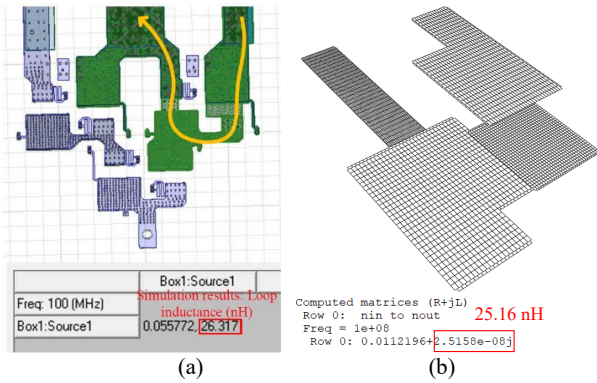 Box1:Source1
Simulation results: Loop
inductance (nH)
Freq: 100 (MHz)
Box1:Source1
0.055772, 26.317
(a)
Computed matrices (R+jL)
Row 0: nin to nout
Freq = 1e+08
Row 0: 0.0112196+2.5158e-08j
25.16 nH
(b)